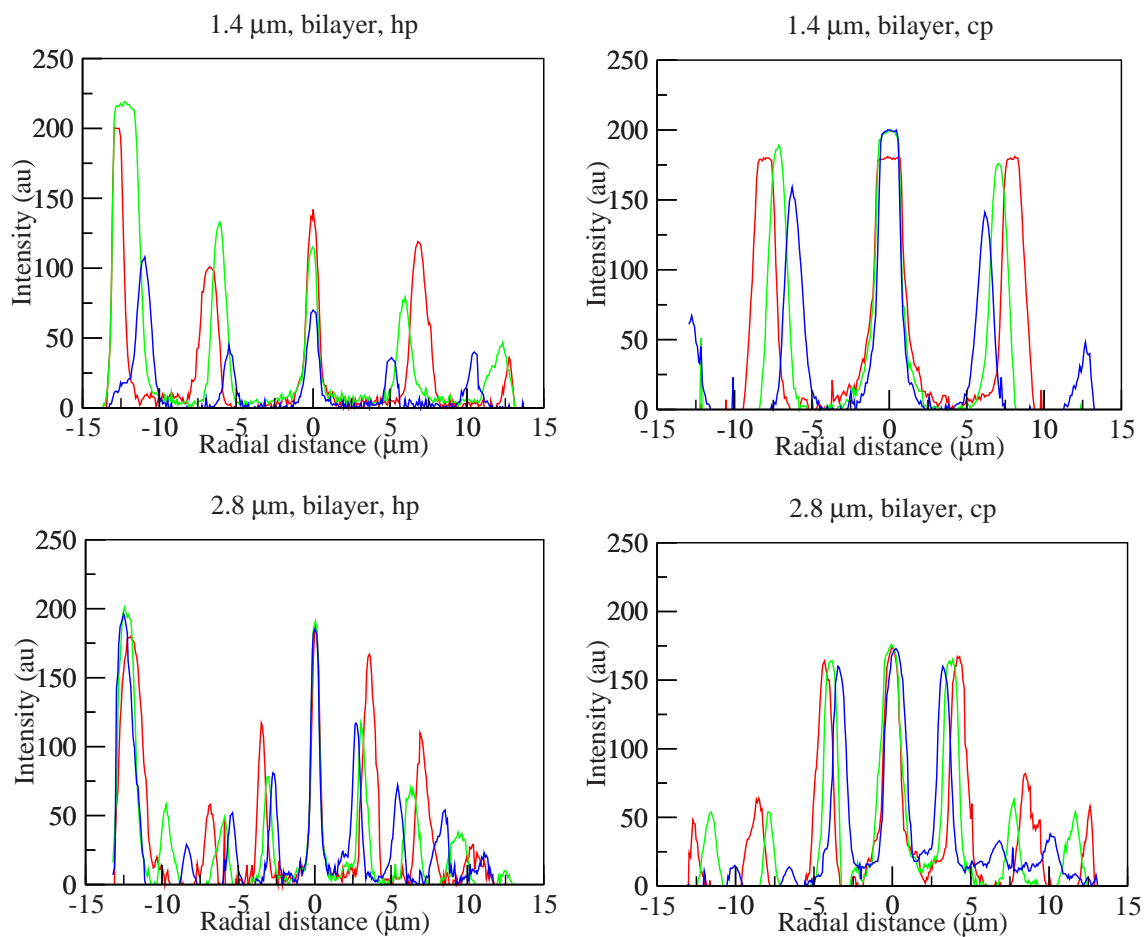 1.4 μm, bilayer, hp
250
200
150
100
50
0
-15 -10 -5 0 5 10 15
Intensity (au)
Radial distance (μm)
1.4 μm, bilayer, cp
250
200
150
100
50
0
-15 -10 -5 0 5 10 15
Intensity (au)
Radial distance (μm)
2.8 μm, bilayer, hp
250
200
150
100
50
0
-15 -10 -5 0 5 10 15
Intensity (au)
Radial distance (μm)
2.8 μm, bilayer, cp
250
200
150
100
50
0
-15 -10 -5 0 5 10 15
Intensity (au)
Radial distance (μm)